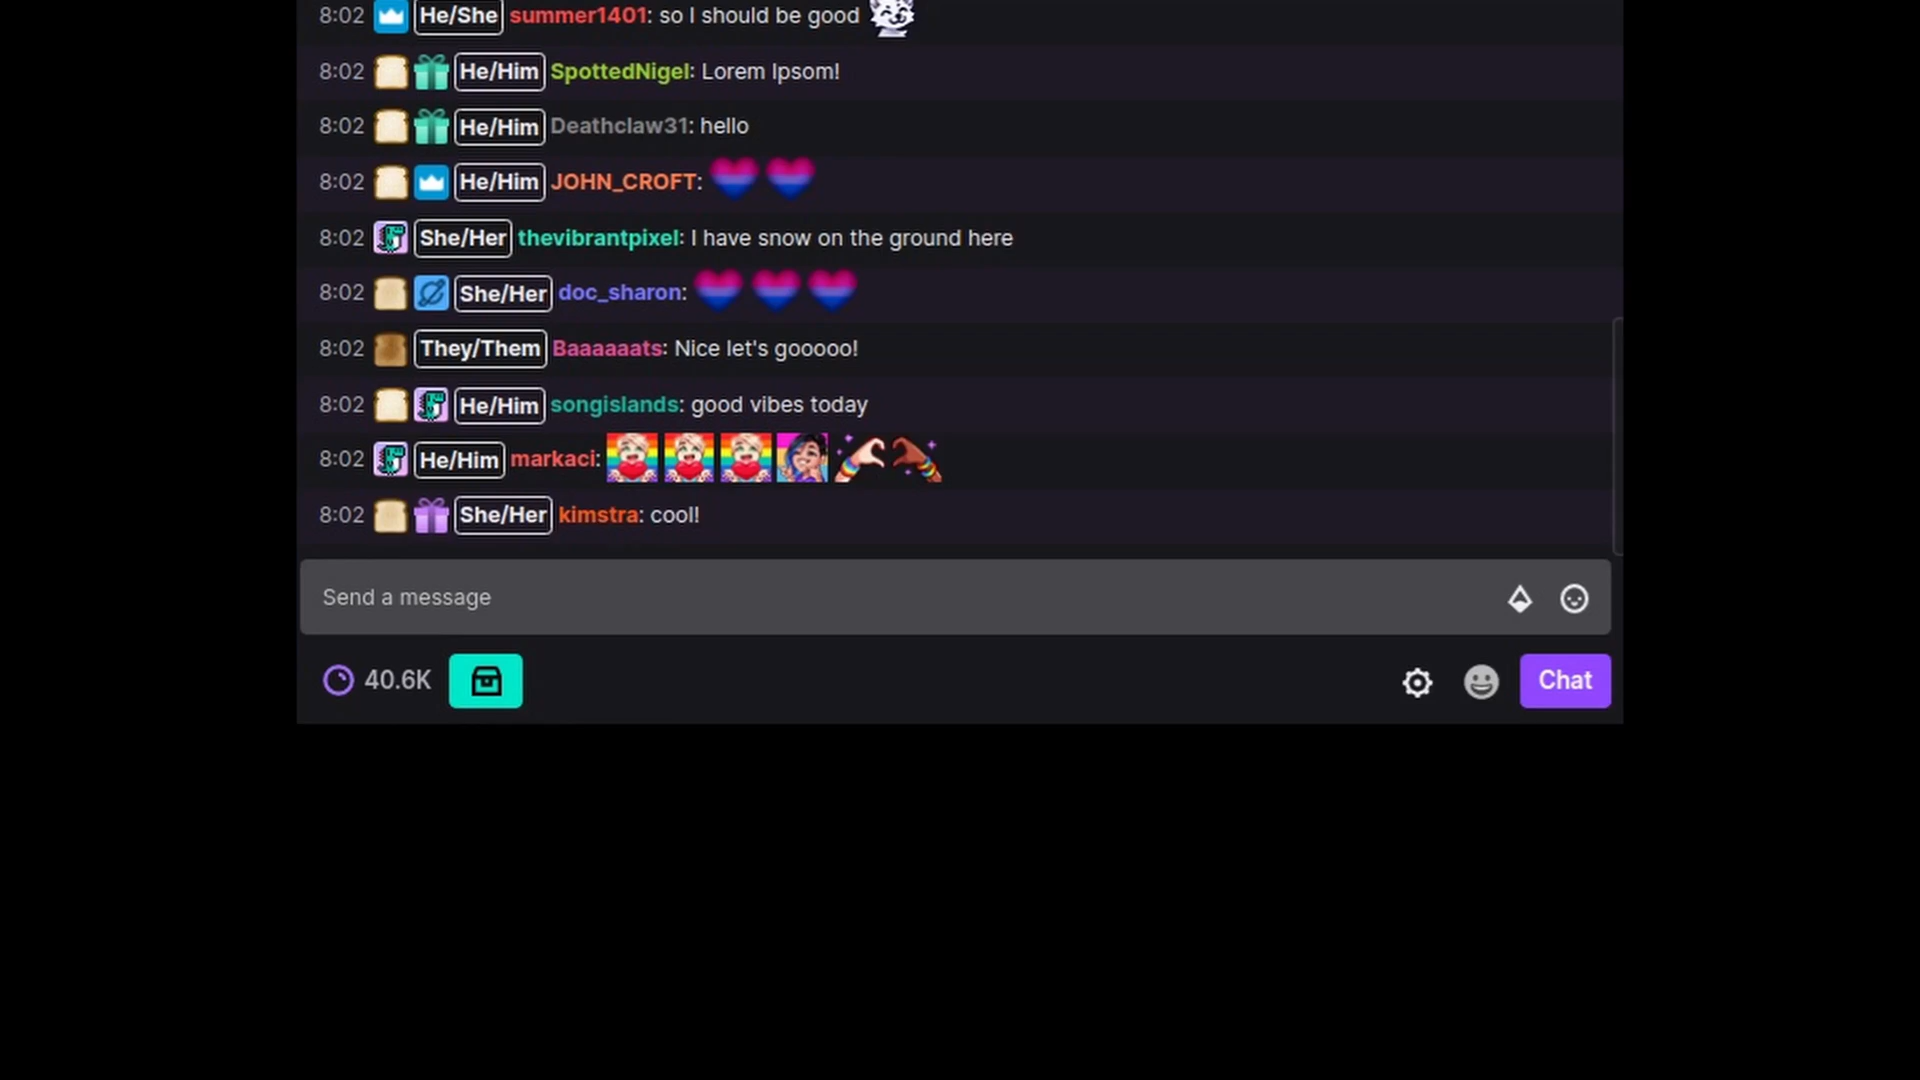 8:02 He/She summer1401: so I should be good
8:02 He/Him SpottedNigel: Lorem Ipsom!
8:02 He/Him Deathclaw31: hello
8:02 He/Him JOHN_CROFT:
8:02 She/Her thevibrantpixel: I have snow on the ground here
8:02 She/Her doc_sharon:
8:02 They/Them Baaaaaats: Nice let's gooooo!
8:02 He/Him songislands: good vibes today
8:02 He/Him markaci:
8:02 She/Her kimstra: cool!
Send a message
40.6K Chat